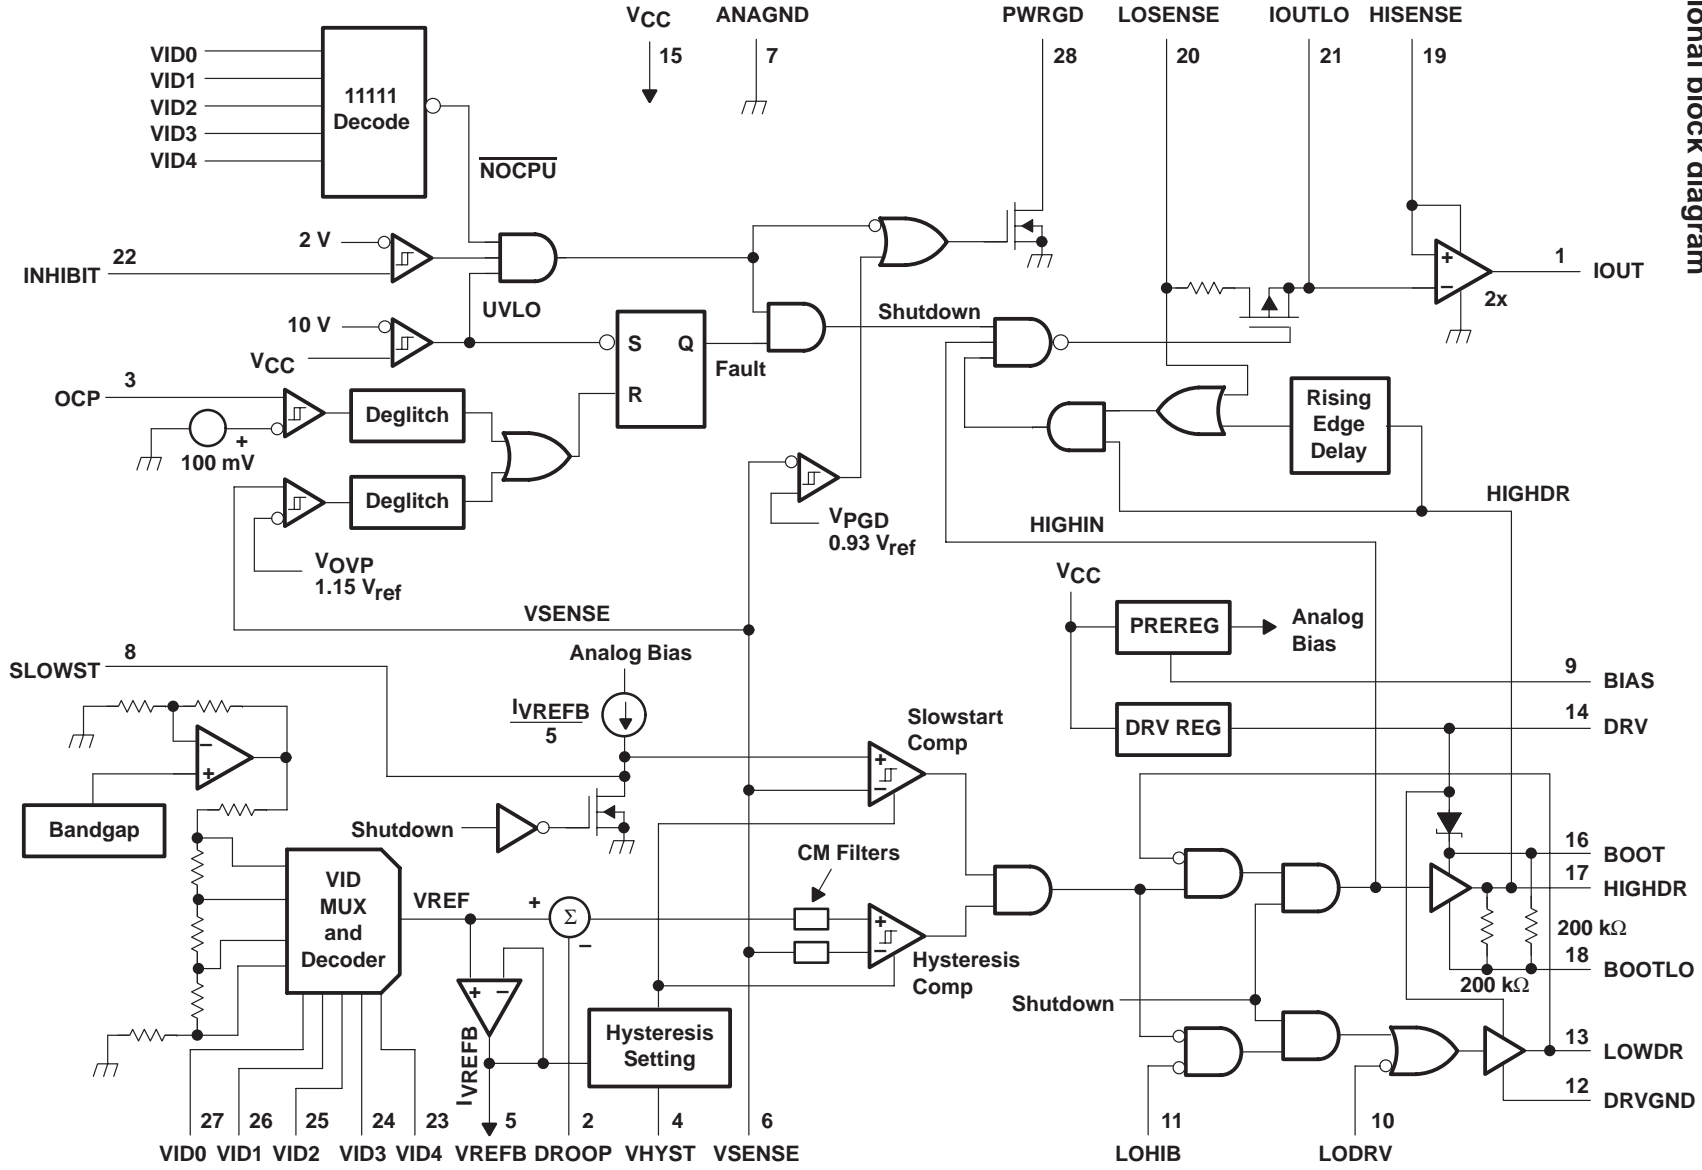 VCC
ANAGND
PWRGD
LOSENSE
IOUTLO
HISENSE
15
7
28
20
21
19
ional block diagram
VID0
VID1
VID2
VID3
VID4
11111
Decode
NOCPU
2 V
22
INHIBIT
UVLO
10 V
VCC
3
OCP
+
100 mV
Deglitch
Deglitch
VOVP
1.15 Vref
S
Q
R
Fault
Shutdown
VPGD
0.93 Vref
+
−
2x
1
IOUT
Rising
Edge
Delay
HIGHDR
HIGHIN
VCC
PREREG
Analog
Bias
9
BIAS
DRV REG
14
DRV
VSENSE
8
SLOWST
Analog Bias
IVREFB
5
−
+
Bandgap
Shutdown
Slowstart
Comp
+
−
CM Filters
VID
MUX
and
Decoder
VREF
+
Σ
−
+
−
Hysteresis
Comp
+ −
IVREFB
Hysteresis
Setting
Shutdown
16
BOOT
17
HIGHDR
200 kΩ
18
BOOTLO
200 kΩ
13
LOWDR
12
DRVGND
27
26
25
24
23
5
2
4
6
11
10
VID0
VID1
VID2
VID3
VID4
VREFB
DROOP
VHYST
VSENSE
LOHIB
LODRV